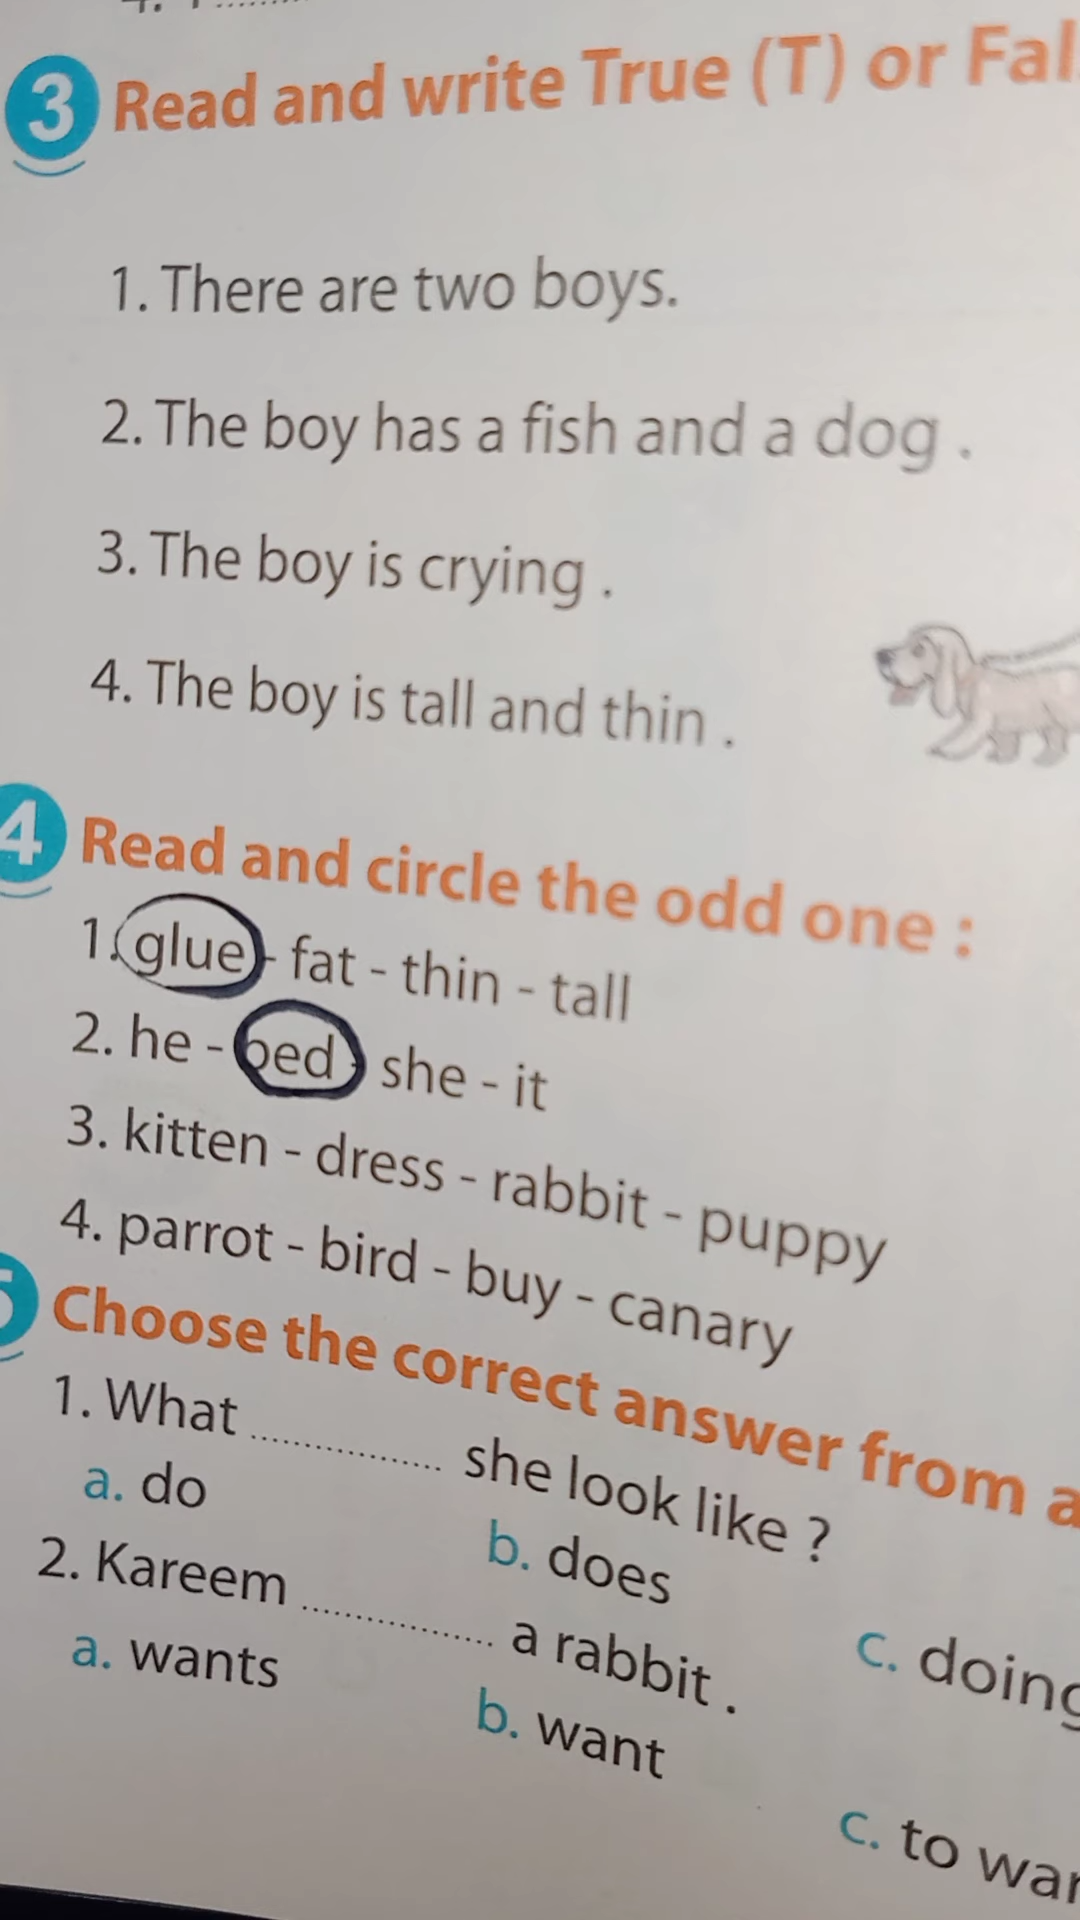 3 Read and write True (T) or
1. There are two boys.
2. The boy has a fish and a dog .
3. The boy is crying .
4. The boy is tall and thin .
4 Read and circle the odd one :
1. glue - fat - thin - tall
2. he - bed - she - it
3. kitten - dress - rabbit - puppy
4. parrot - bird - buy - canary
5 Choose the correct answer from
1. What ............... she look like ?
a. do b. does c. doing
2. Kareem ............... a rabbit .
a. wants b. want c. to